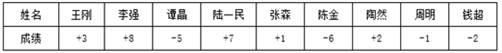 姓名 王刚 李强 谭晶 陆一民 张森 陈金 陶然 周明 钱超
成绩 +3 +8 -5 +7 +1 -6 +2 -1 -2